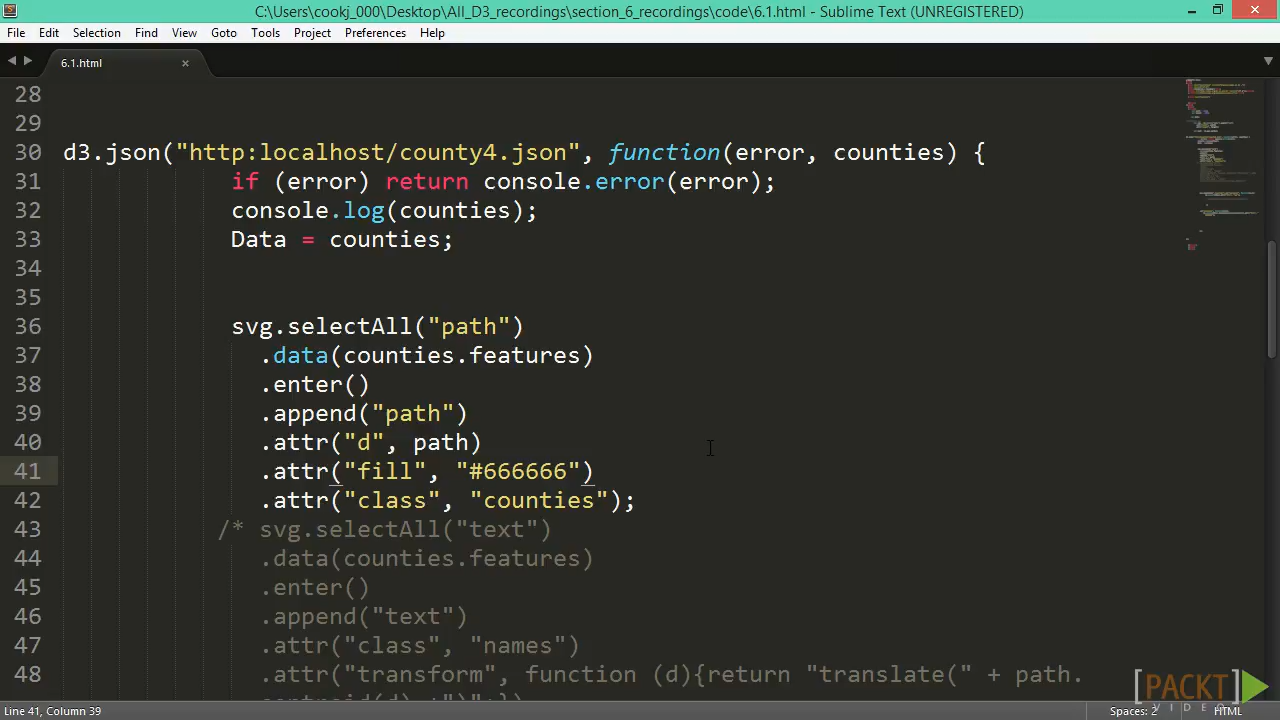 C:\Users\cookj_000\Desktop\All_D3_recordings\section_6_recordings\code\6.1.html - Sublime Text (UNREGISTERED)
File Edit Selection Find View Goto Tools Project Preferences Help
6.1.html
28
29
30 d3.json("http:localhost/county4.json", function(error, counties) {
31 if (error) return console.error(error);
32 console.log(counties);
33 Data = counties;
34
35
36 svg.selectAll("path")
37 .data(counties.features)
38 .enter()
39 .append("path")
40 .attr("d", path)
41 .attr("fill", "#666666")
42 .attr("class", "counties");
43 /* svg.selectAll("text")
44 .data(counties.features)
45 .enter()
46 .append("text")
47 .attr("class", "names")
48 .attr("transform", function (d){return "translate(" + path.
centroid(d) +")";})
[PACKT]
VIDEO
Line 41, Column 39 Spaces: 2 HTML